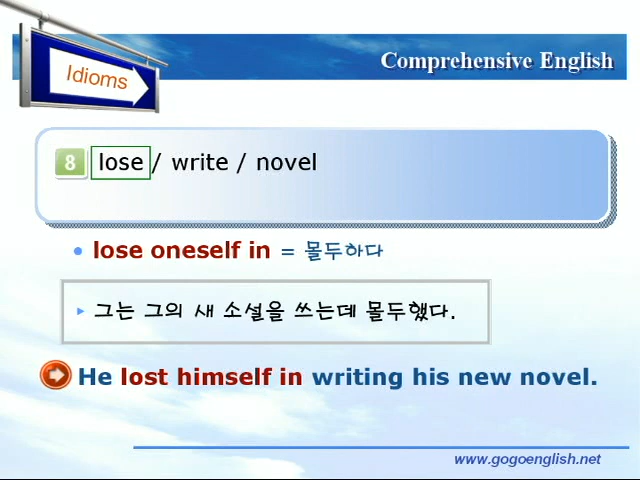 Idioms
Comprehensive English
8 lose / write / novel
• lose oneself in = 몰두하다
▸ 그는 그의 새 소설을 쓰는데 몰두했다.
He lost himself in writing his new novel.
www.gogoenglish.net